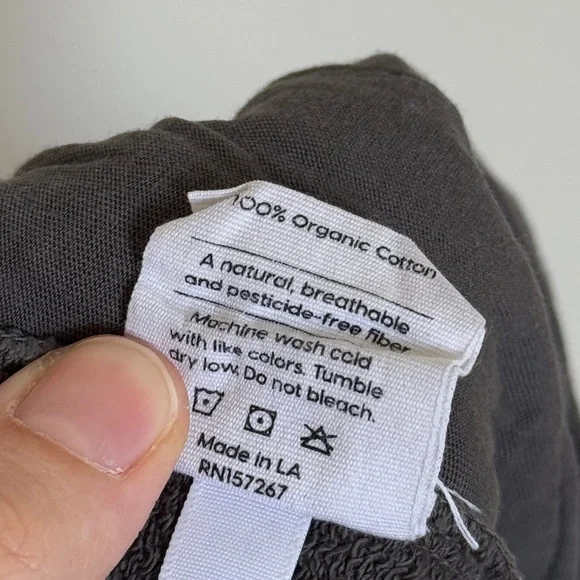 100% Organic Cotton
A natural, breathable
and pesticide-free fiber
Machine wash cold
with like colors. Tumble
dry low. Do not bleach.
Made in LA
RN157267